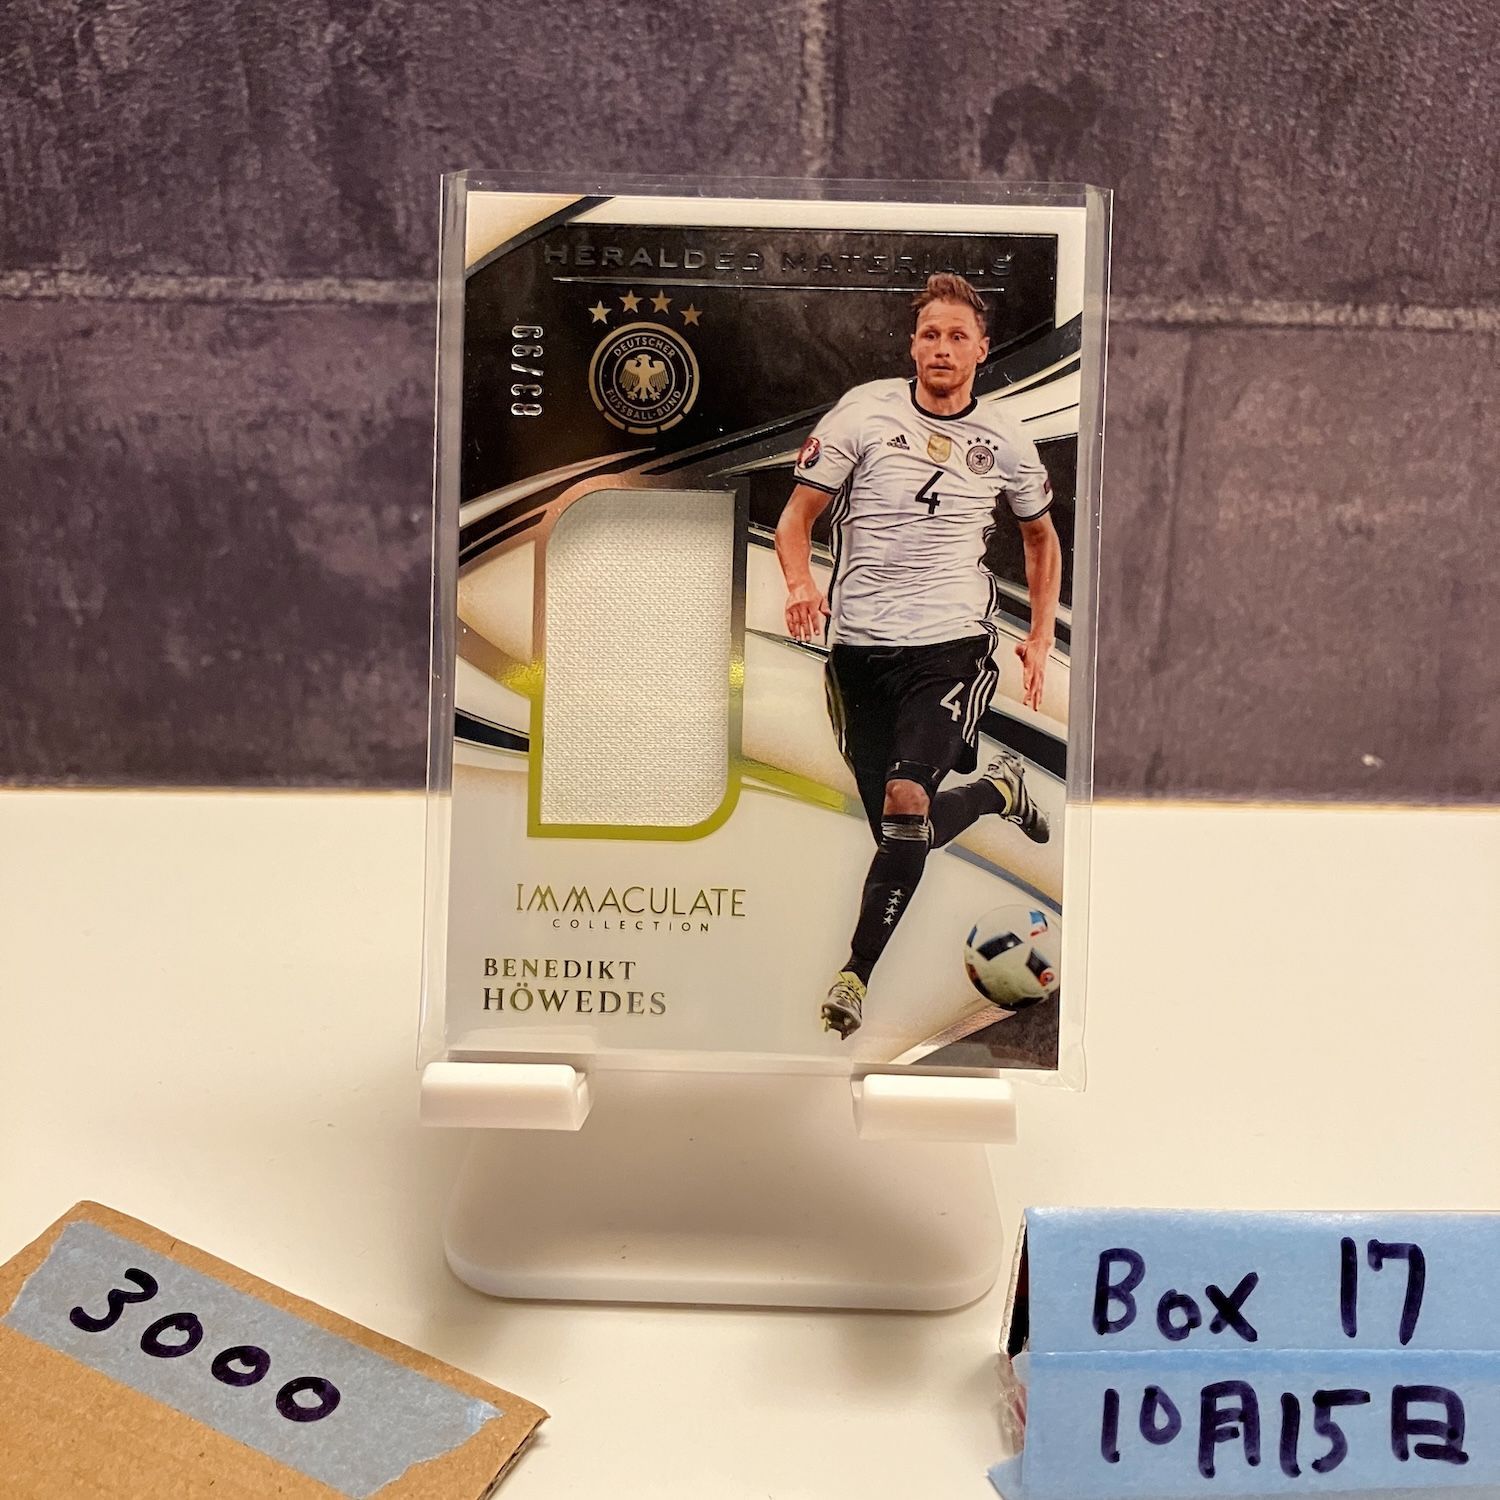 HERALDED MATERIALS
83/99
DEUTSCHER
FUSSBALL-BUND
adidas
4
4
IMMACULATE
COLLECTION
BENEDIKT
HÖWEDES
3000
Box 17
10月15日